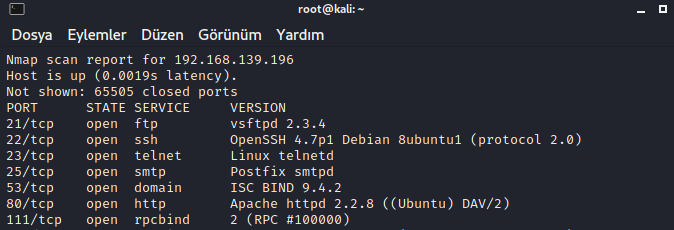 root@kali: ~
Dosya Eylemler Düzen Görünüm Yardım
Nmap scan report for 192.168.139.196
Host is up (0.0019s latency).
Not shown: 65505 closed ports
PORT STATE SERVICE VERSION
21/tcp open ftp vsftpd 2.3.4
22/tcp open ssh OpenSSH 4.7p1 Debian 8ubuntu1 (protocol 2.0)
23/tcp open telnet Linux telnetd
25/tcp open smtp Postfix smtpd
53/tcp open domain ISC BIND 9.4.2
80/tcp open http Apache httpd 2.2.8 ((Ubuntu) DAV/2)
111/tcp open rpcbind 2 (RPC #100000)